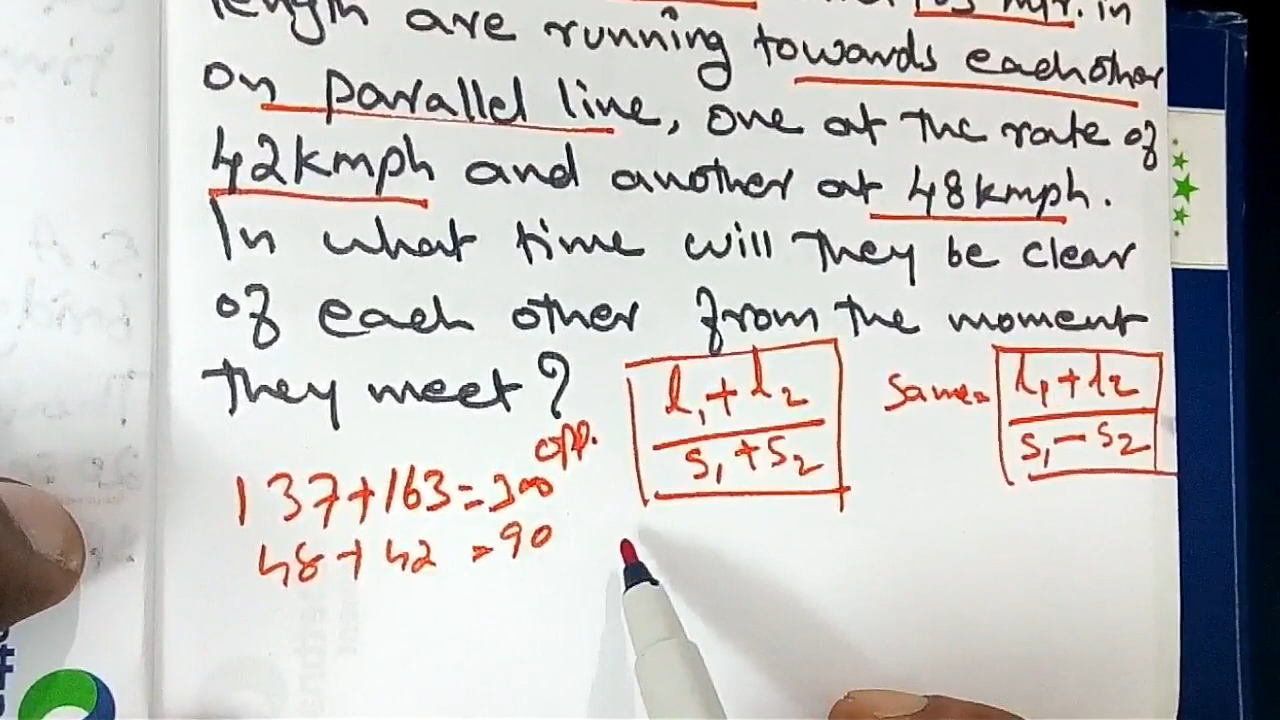 length are running towards eachother
on parallel line, one at the rate of
42kmph and another at 48kmph.
In what time will they be clear
of each other from the moment
they meet?
opp. l₁+l₂ / s₁+s₂
Same = l₁+l₂ / s₁-s₂
137+163=300
48+42 =90